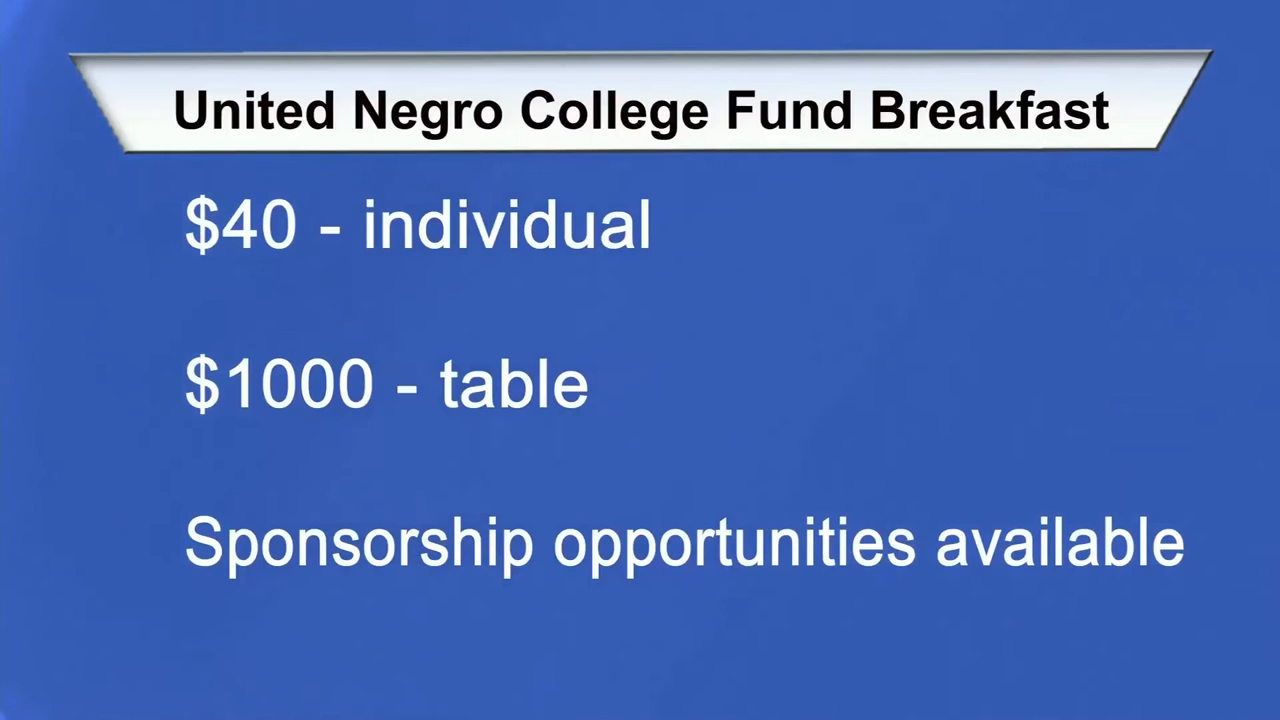 United Negro College Fund Breakfast
$40 - individual
$1000 - table
Sponsorship opportunities available